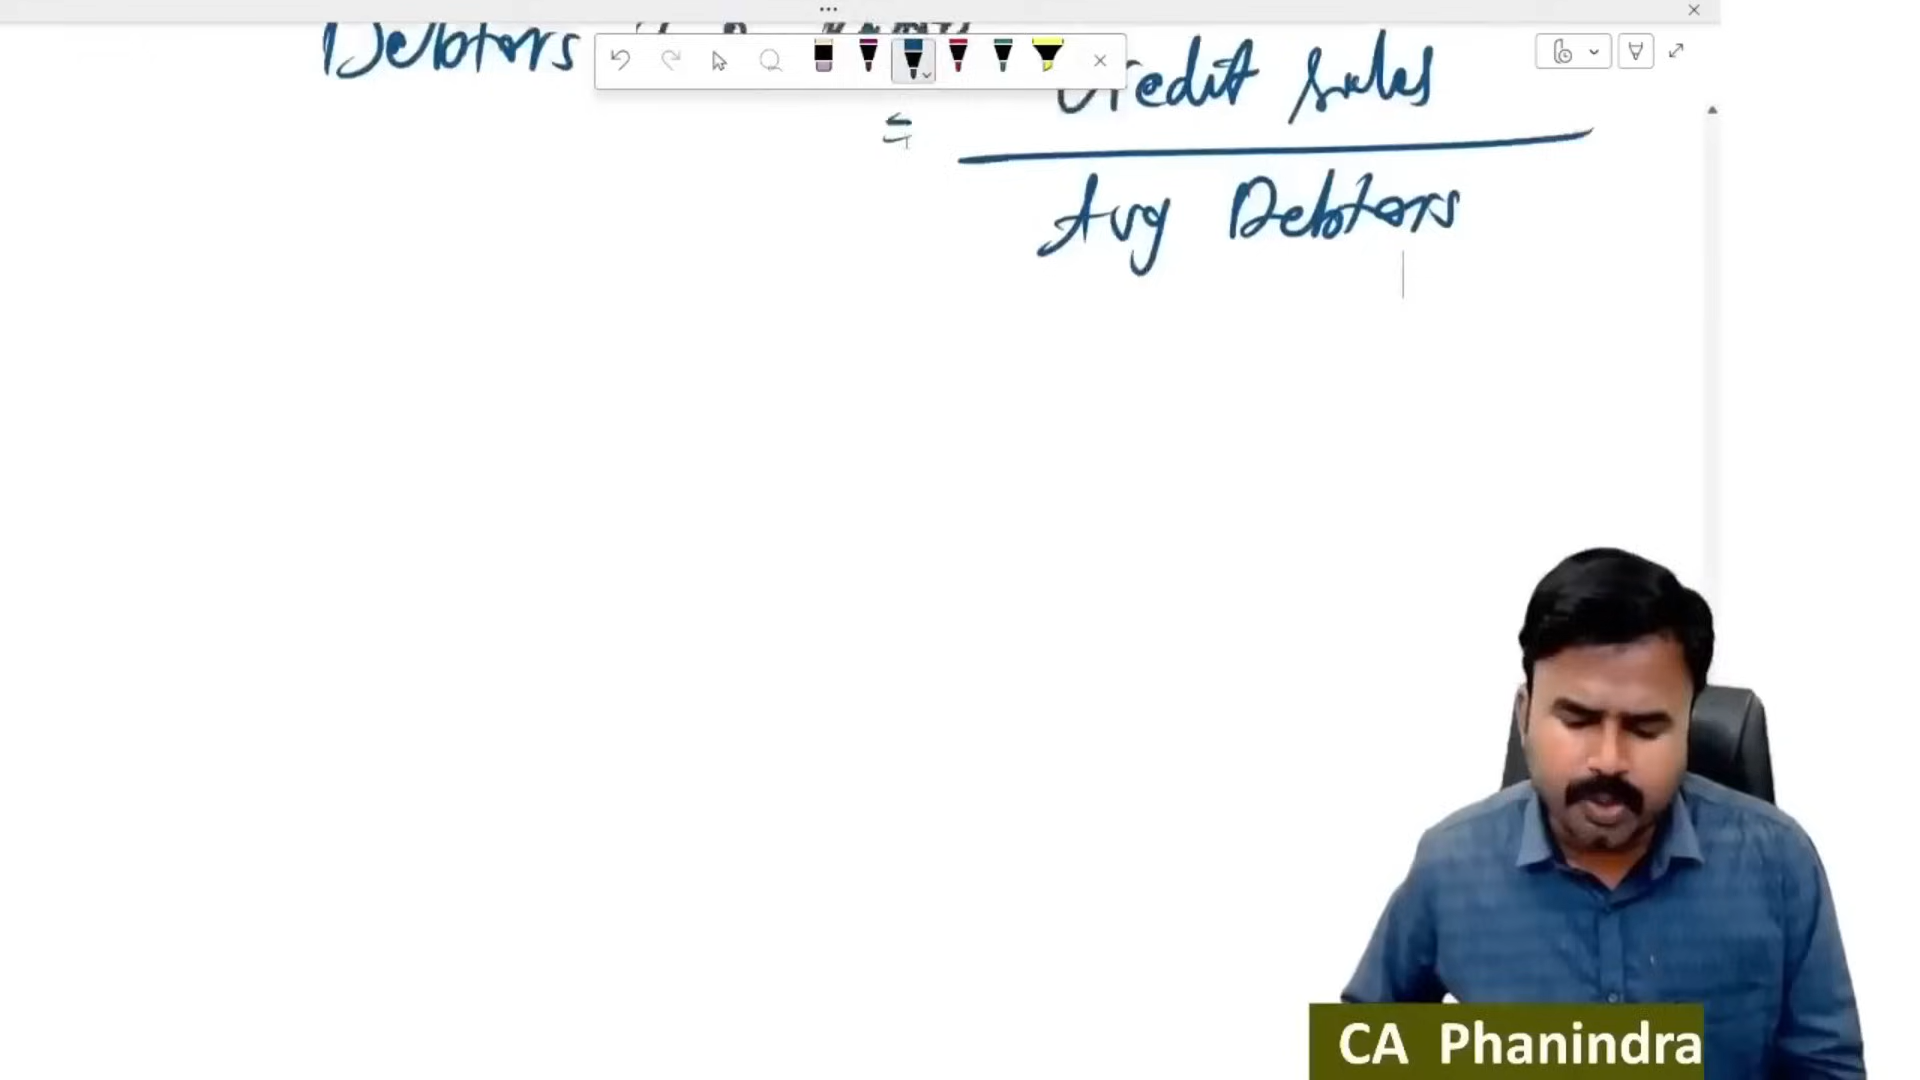 Debtors
Credit Sales
=
Avg Debtors
CA Phanindra